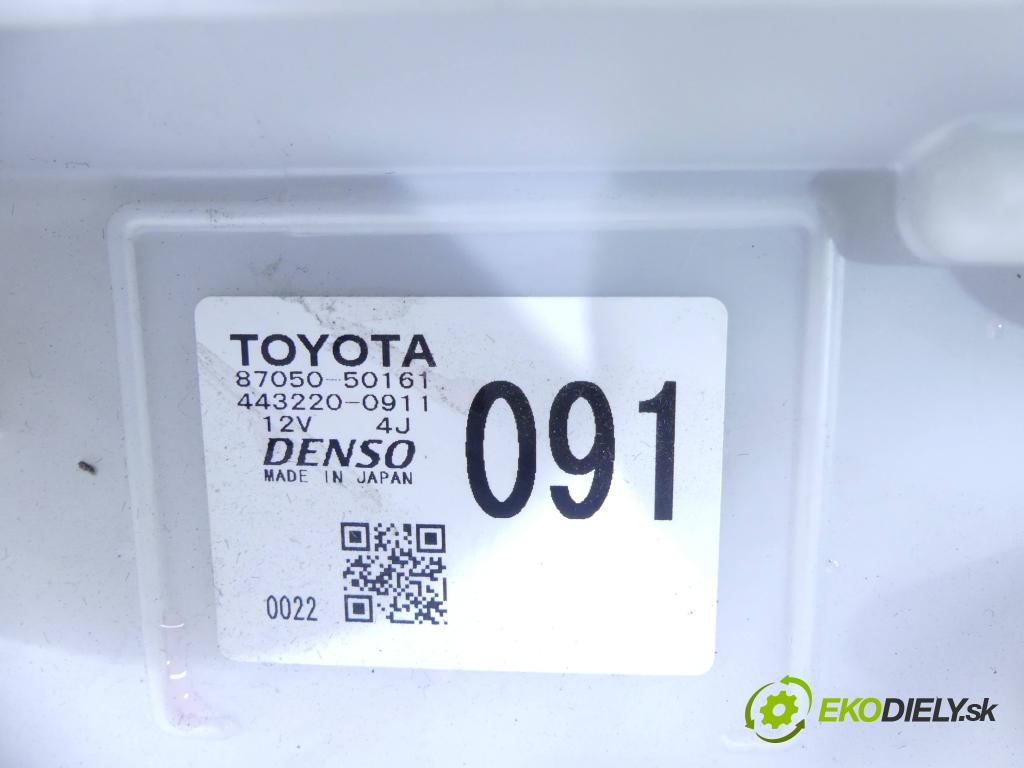 TOYOTA
87050-50161
443220-0911
12V 4J
DENSO
MADE IN JAPAN
091
0022
EKODIELY.sk